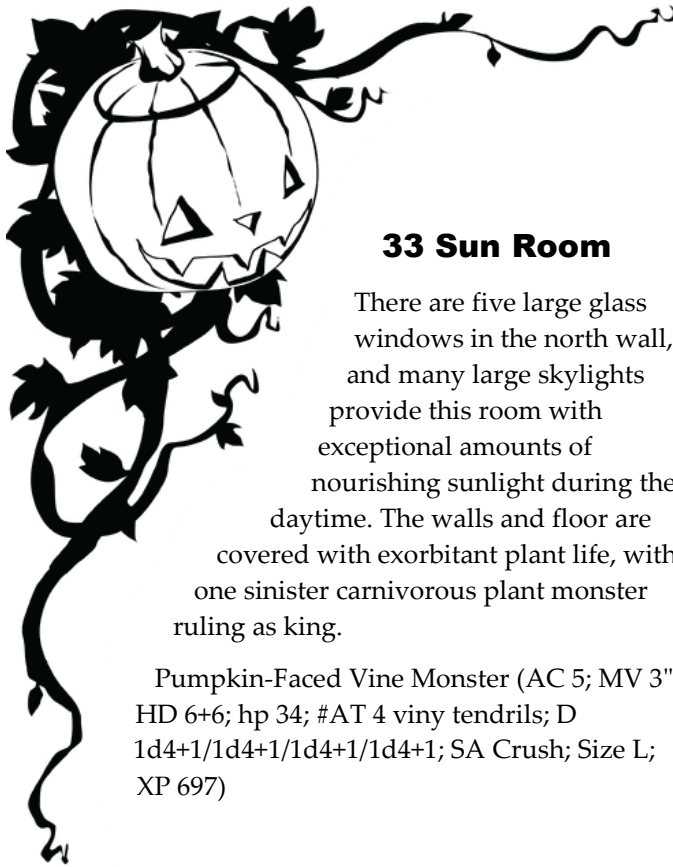 33 Sun Room
There are five large glass
windows in the north wall,
and many large skylights
provide this room with
exceptional amounts of
nourishing sunlight during the
daytime. The walls and floor are
covered with exorbitant plant life, with
one sinister carnivorous plant monster
ruling as king.
Pumpkin-Faced Vine Monster (AC 5; MV 3"
HD 6+6; hp 34; #AT 4 viny tendrils; D
1d4+1/1d4+1/1d4+1/1d4+1; SA Crush; Size L;
XP 697)